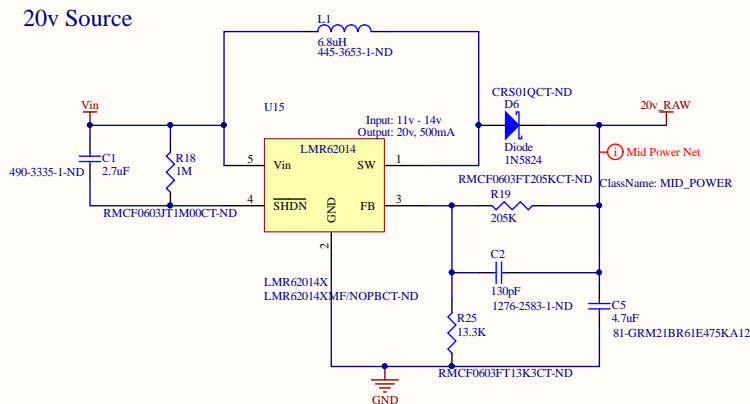 20v Source
L1
6.8uH
445-3653-1-ND
Vin
U15
Input: 11v - 14v
Output: 20v, 500mA
CRS01QCT-ND
D6
Diode
1N5824
20v_RAW
i Mid Power Net
ClassName: MID_POWER
LMR62014
5 Vin SW 1
4 SHDN FB 3
GND
2
C1
2.7uF
490-3335-1-ND
R18
1M
RMCF0603JT1M00CT-ND
RMCF0603FT205KCT-ND
R19
205K
C2
130pF
1276-2583-1-ND
LMR62014X
LMR62014XMF/NOPBCT-ND
R25
13.3K
RMCF0603FT13K3CT-ND
C5
4.7uF
81-GRM21BR61E475KA12
GND